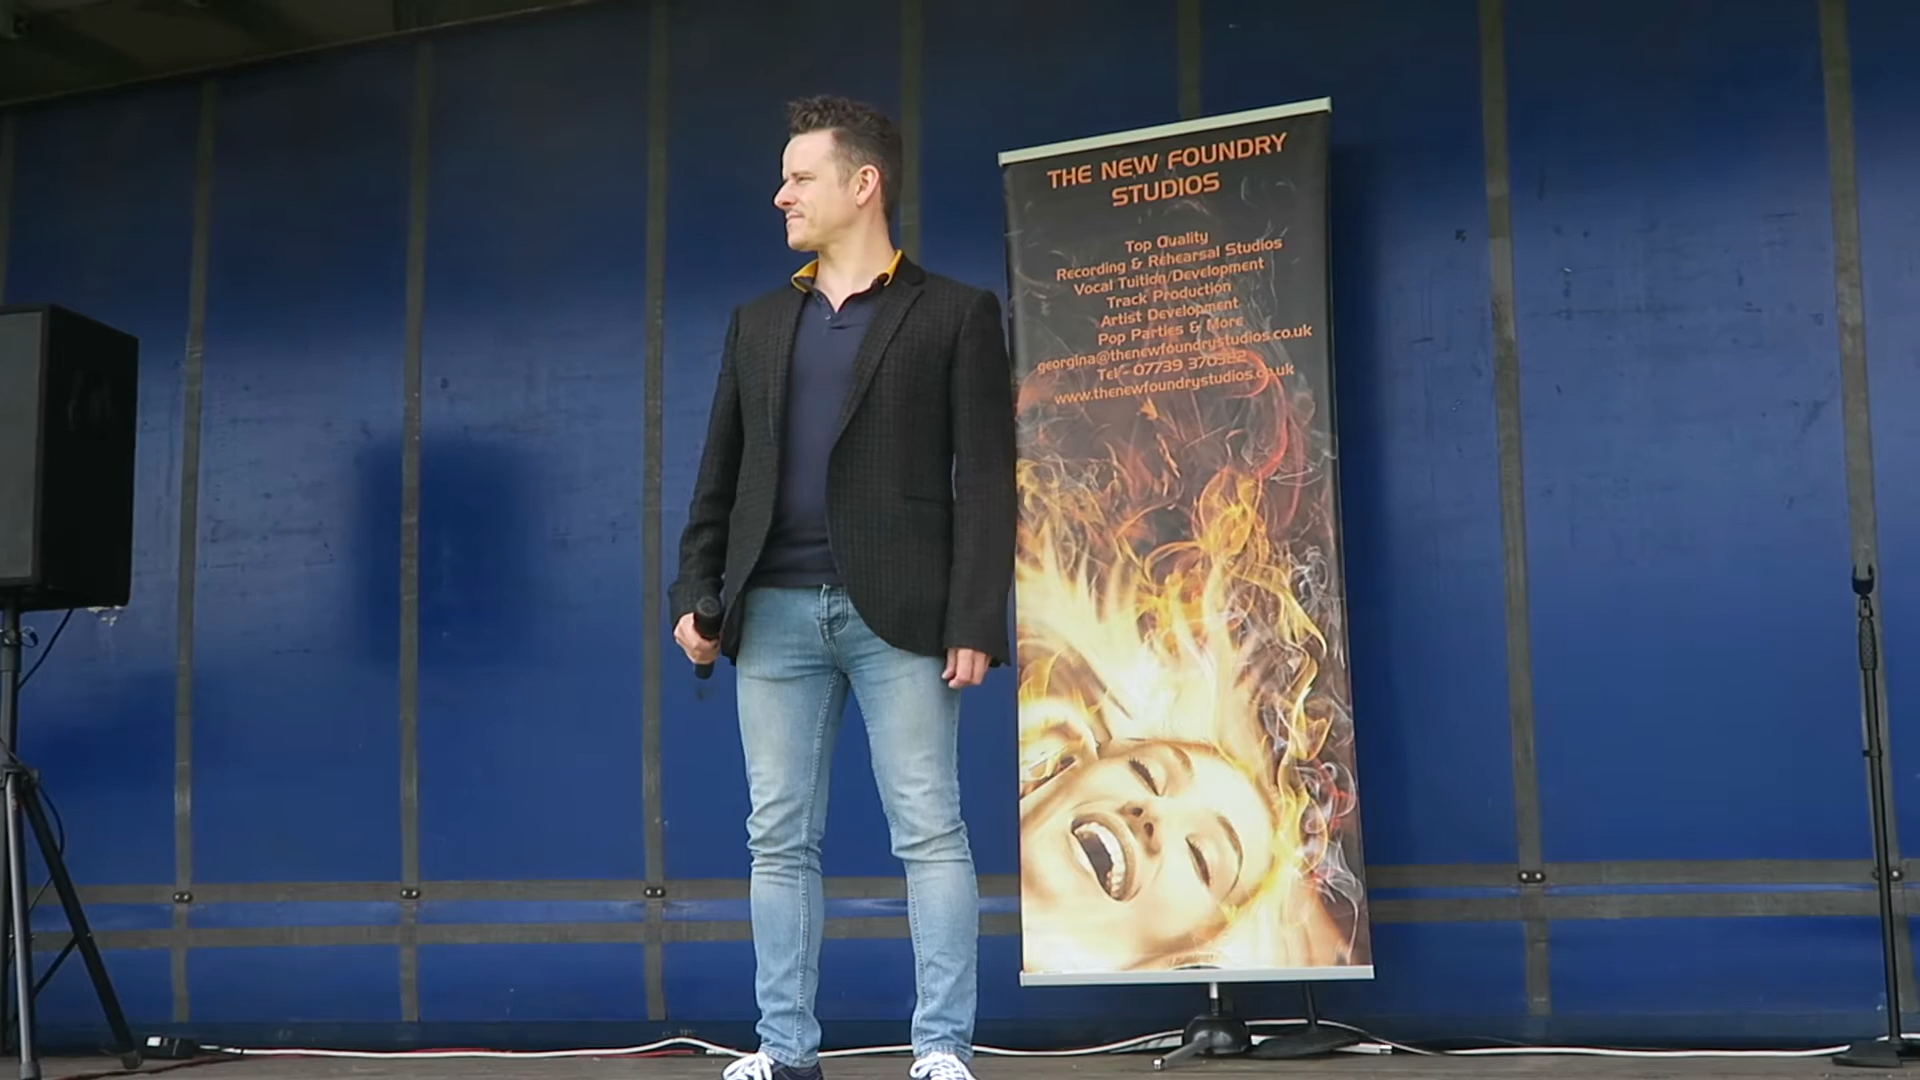 THE NEW FOUNDRY
STUDIOS
Top Quality
Recording & Rehearsal Studios
Vocal Tuition/Development
Track Production
Artist Development
Pop Parties & More
georgina@thenewfoundrystudios.co.uk
Tel - 07739 370382
www.thenewfoundrystudios.co.uk